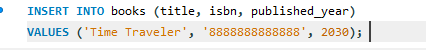 INSERT INTO books (title, isbn, published_year)
VALUES ('Time Traveler', '8888888888888', 2030);